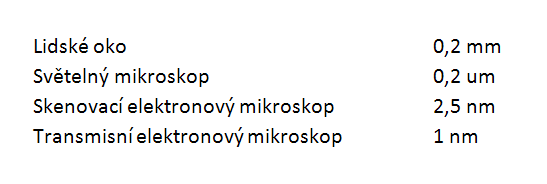 Lidské oko 0,2 mm
Světelný mikroskop 0,2 um
Skenovací elektronový mikroskop 2,5 nm
Transmisní elektronový mikroskop 1 nm